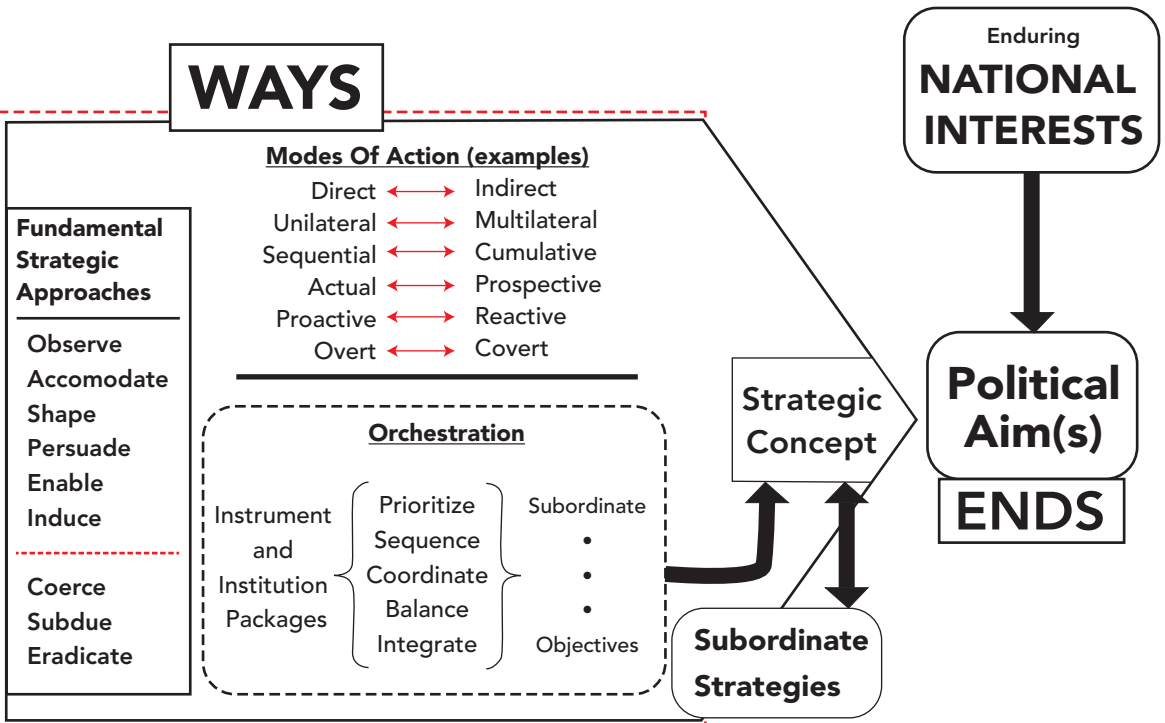 WAYS
Modes Of Action (examples)
Direct Indirect
Unilateral Multilateral
Sequential Cumulative
Actual Prospective
Proactive Reactive
Overt Covert
Fundamental
Strategic
Approaches
Observe
Accomodate
Shape
Persuade
Enable
Induce
Coerce
Subdue
Eradicate
Orchestration
Instrument
and
Institution
Packages
Prioritize
Sequence
Coordinate
Balance
Integrate
Subordinate
•
•
•
Objectives
Strategic
Concept
Subordinate
Strategies
Enduring
NATIONAL
INTERESTS
Political
Aim(s)
ENDS